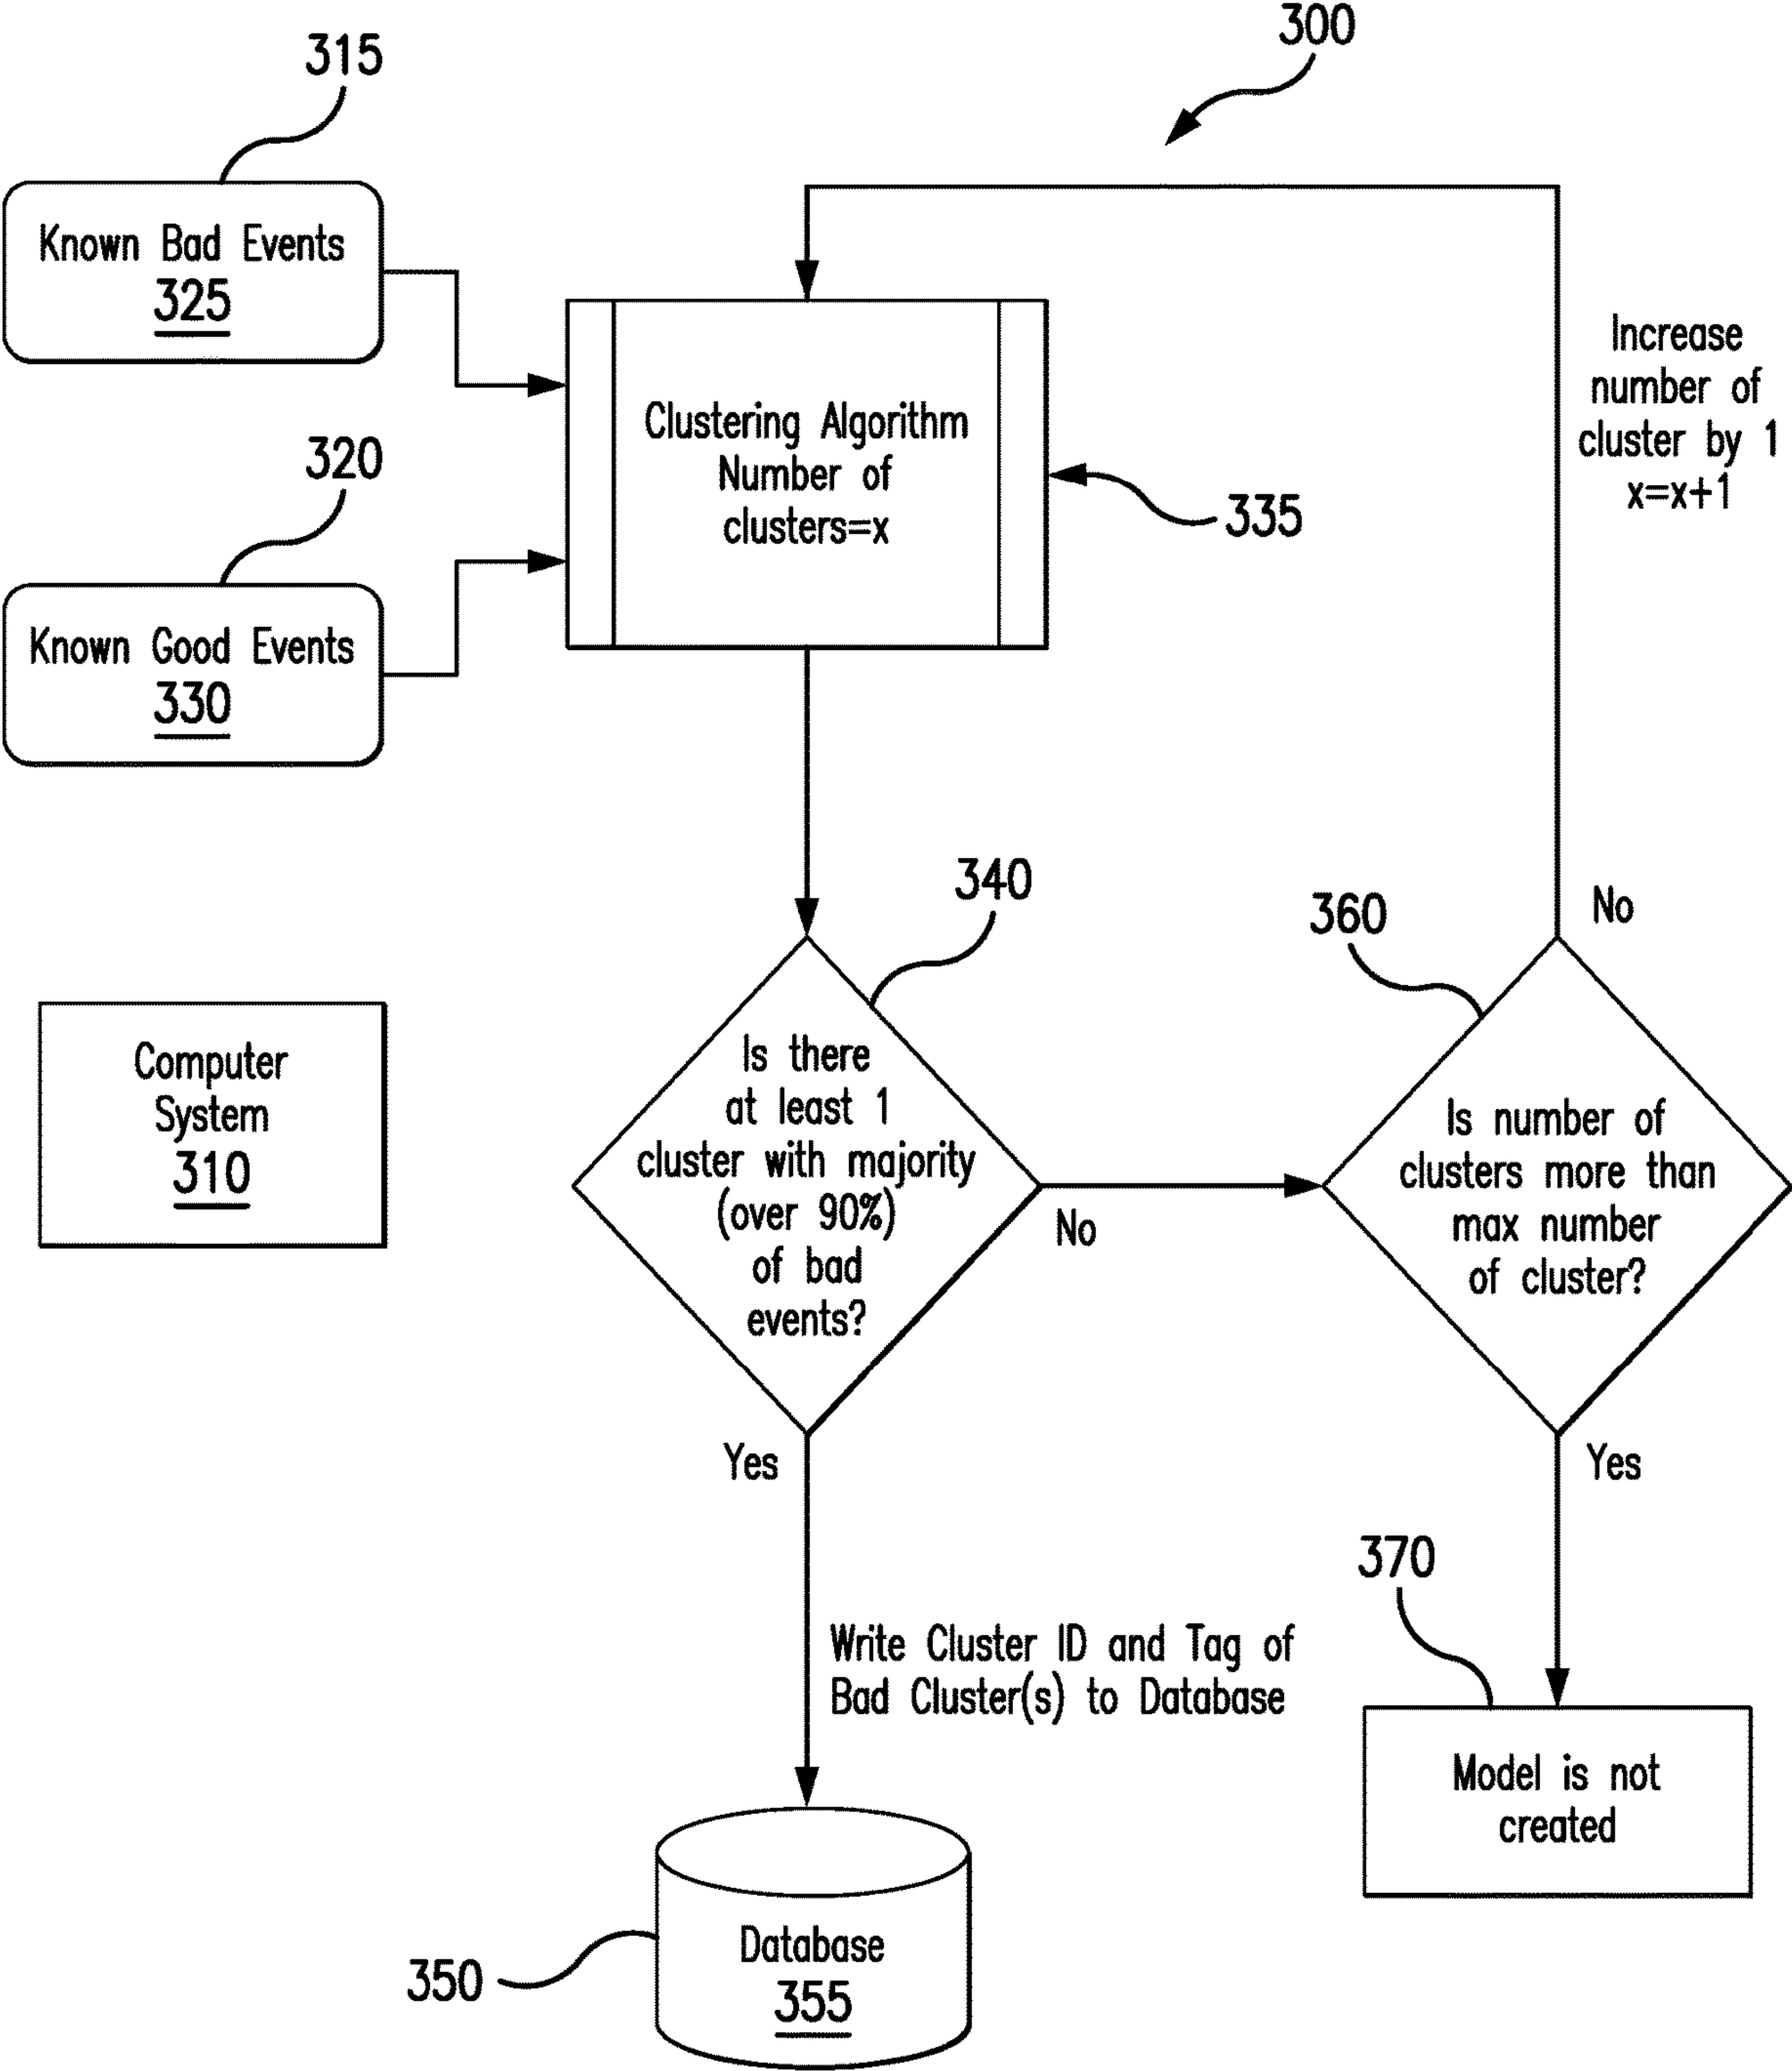 300
315
Known Bad Events
325
320
Known Good Events
330
Clustering Algorithm
Number of
clusters=x
335
Increase
number of
cluster by 1
x=x+1
340
360
No
Computer
System
310
Is there
at least 1
cluster with majority
(over 90%)
of bad
events?
No
Is number of
clusters more than
max number
of cluster?
Yes
Yes
370
Write Cluster ID and Tag of
Bad Cluster(s) to Database
Model is not
created
350
Database
355